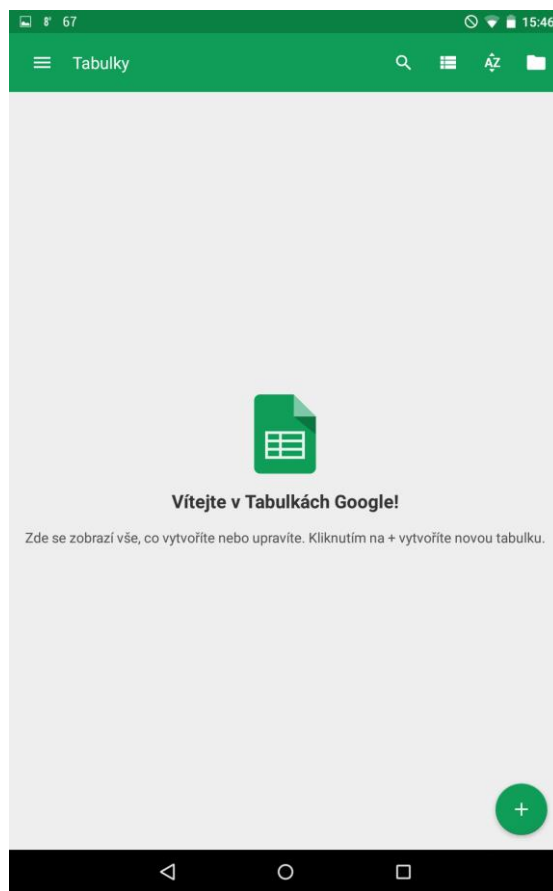 8° 67 15:46
Tabulky AZ
Vítejte v Tabulkách Google!
Zde se zobrazí vše, co vytvoříte nebo upravíte. Kliknutím na + vytvoříte novou tabulku.
+